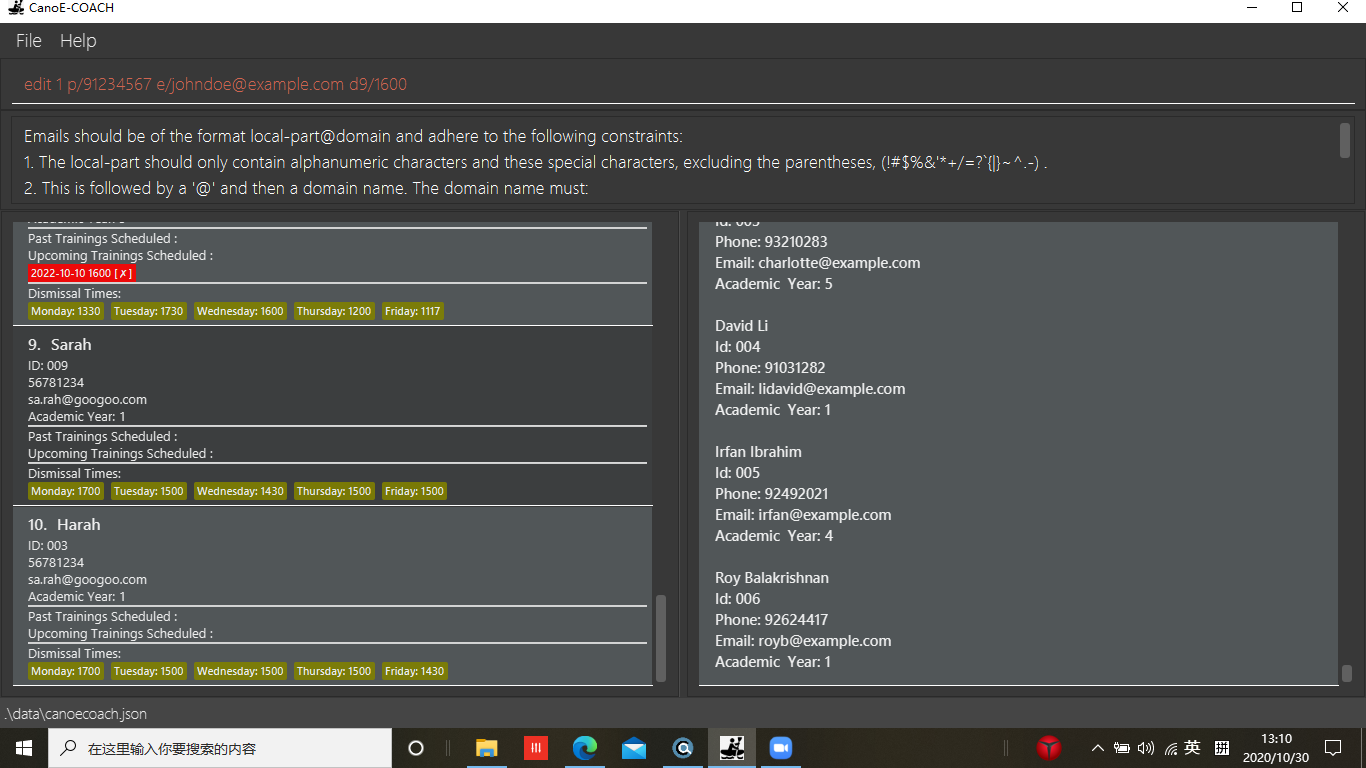 CanoE-COACH
File Help
edit 1 p/91234567 e/johndoe@example.com d9/1600
Emails should be of the format local-part@domain and adhere to the following constraints:
1. The local-part should only contain alphanumeric characters and these special characters, excluding the parentheses, (!#$%&'*+/=?`{|}~^.-) .
2. This is followed by a '@' and then a domain name. The domain name must:
Past Trainings Scheduled :
Upcoming Trainings Scheduled :
2022-10-10 1600 [✗]
Dismissal Times:
Monday: 1330 Tuesday: 1730 Wednesday: 1600 Thursday: 1200 Friday: 1117
9. Sarah
ID: 009
56781234
sa.rah@googoo.com
Academic Year: 1
Past Trainings Scheduled :
Upcoming Trainings Scheduled :
Dismissal Times:
Monday: 1700 Tuesday: 1500 Wednesday: 1430 Thursday: 1500 Friday: 1500
10. Harah
ID: 003
56781234
sa.rah@googoo.com
Academic Year: 1
Past Trainings Scheduled :
Upcoming Trainings Scheduled :
Dismissal Times:
Monday: 1700 Tuesday: 1500 Wednesday: 1500 Thursday: 1500 Friday: 1430
Phone: 93210283
Email: charlotte@example.com
Academic Year: 5
David Li
Id: 004
Phone: 91031282
Email: lidavid@example.com
Academic Year: 1
Irfan Ibrahim
Id: 005
Phone: 92492021
Email: irfan@example.com
Academic Year: 4
Roy Balakrishnan
Id: 006
Phone: 92624417
Email: royb@example.com
Academic Year: 1
.\data\canoecoach.json
在这里输入你要搜索的内容
英
拼
13:10
2020/10/30